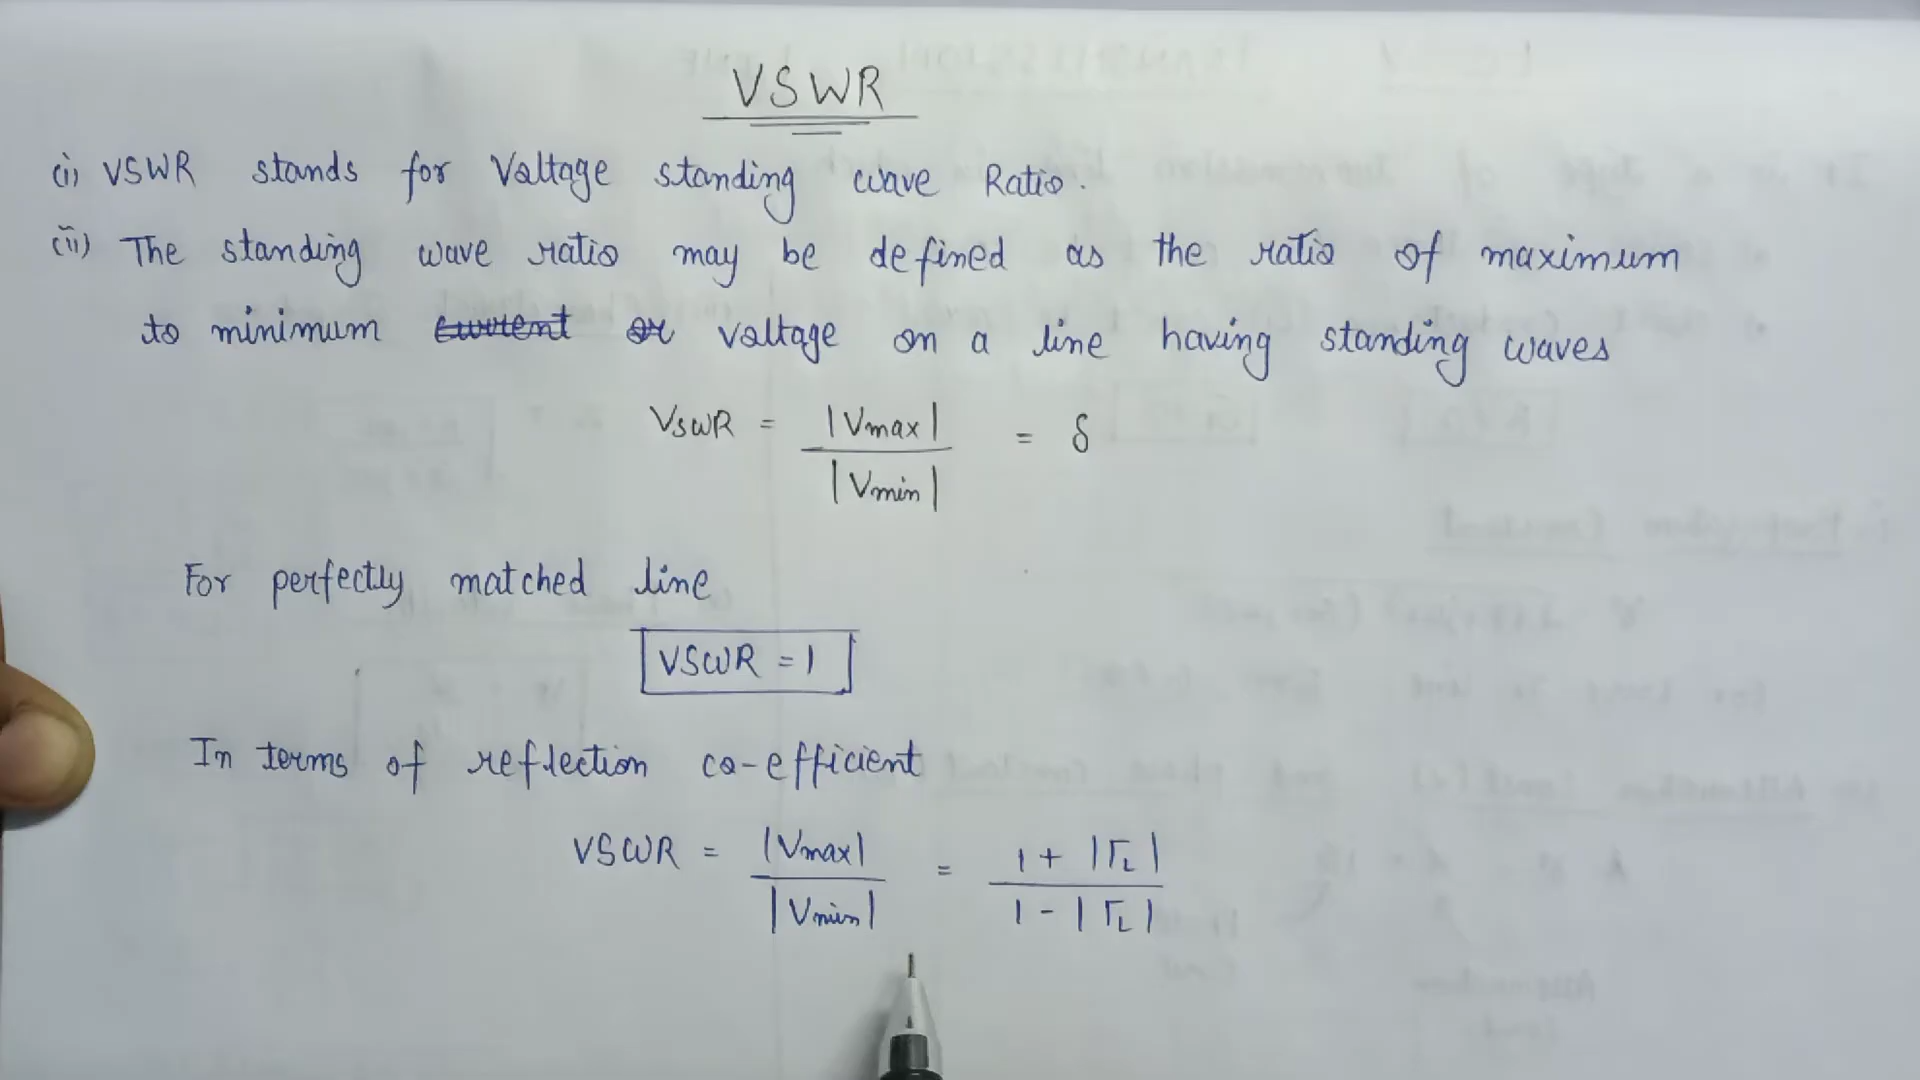 VSWR
(i) VSWR stands for Voltage standing wave Ratio.
(ii) The standing wave ratio may be defined as the ratio of maximum
to minimum ~~current~~ ~~or~~ voltage on a line having standing waves
VSWR = |Vmax| / |Vmin| = δ
For perfectly matched line
VSWR = 1
In terms of reflection co-efficient
VSWR = |Vmax| / |Vmin| = 1 + |ΓL| / 1 - |ΓL|